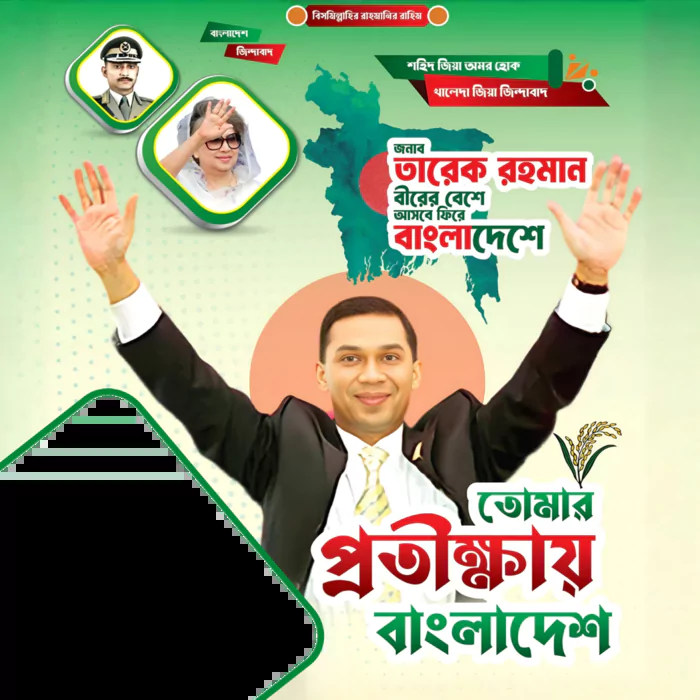 বিসমিল্লাহির রাহমানির রাহিম
বাংলাদেশ
জিন্দাবাদ
শহিদ জিয়া অমর হোক
খালেদা জিয়া জিন্দাবাদ
জনাব
তারেক রহমান
বীরের বেশে
আসবে ফিরে
বাংলাদেশে
তোমার
প্রতীক্ষায়
বাংলাদেশ